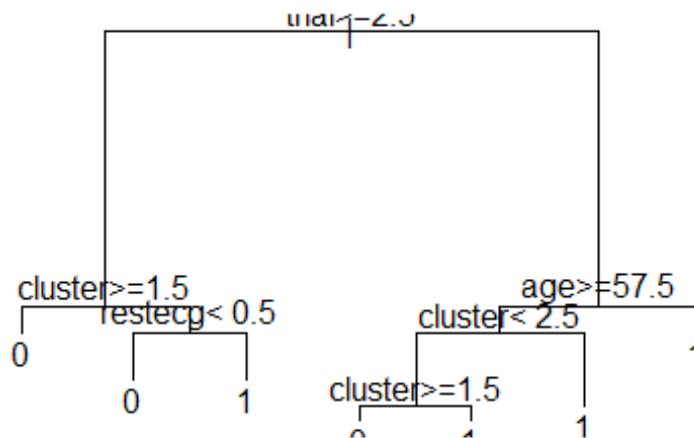 cluster>=1.5
age>=57.5
restecg< 0.5
cluster< 2.5
0
0
1
cluster>=1.5
1